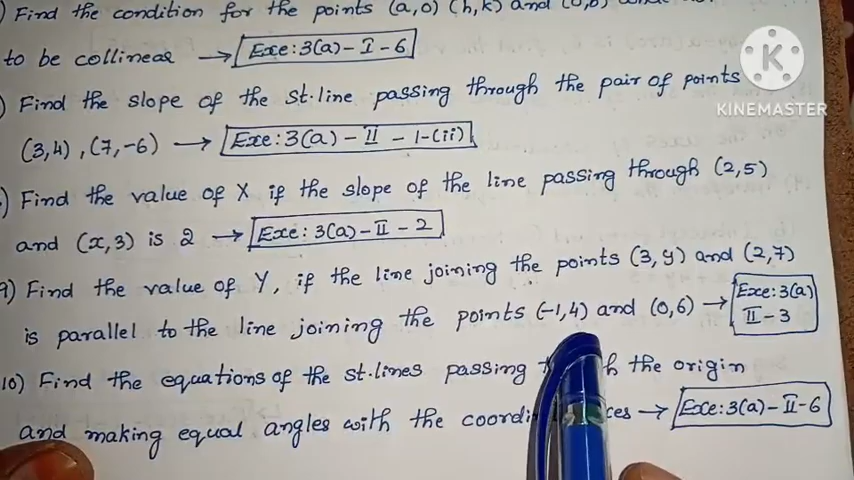 ) Find the condition for the points (a,0) (h,k) and (0,b)
to be collinear → Exe: 3(a) - I - 6
) Find the slope of the st. line passing through the pair of points
(3,4), (7,-6) → Exe: 3(a) - II - 1 - (ii)
) Find the value of X if the slope of the line passing through (2,5)
and (x,3) is 2 → Exe: 3(a) - II - 2
9) Find the value of Y, if the line joining the points (3,y) and (2,7)
is parallel to the line joining the points (-1,4) and (0,6) → Exe: 3(a)
II - 3
10) Find the equations of the st. lines passing the origin
and making equal angles with the → Exe: 3(a) - II - 6
K
KINEMASTER